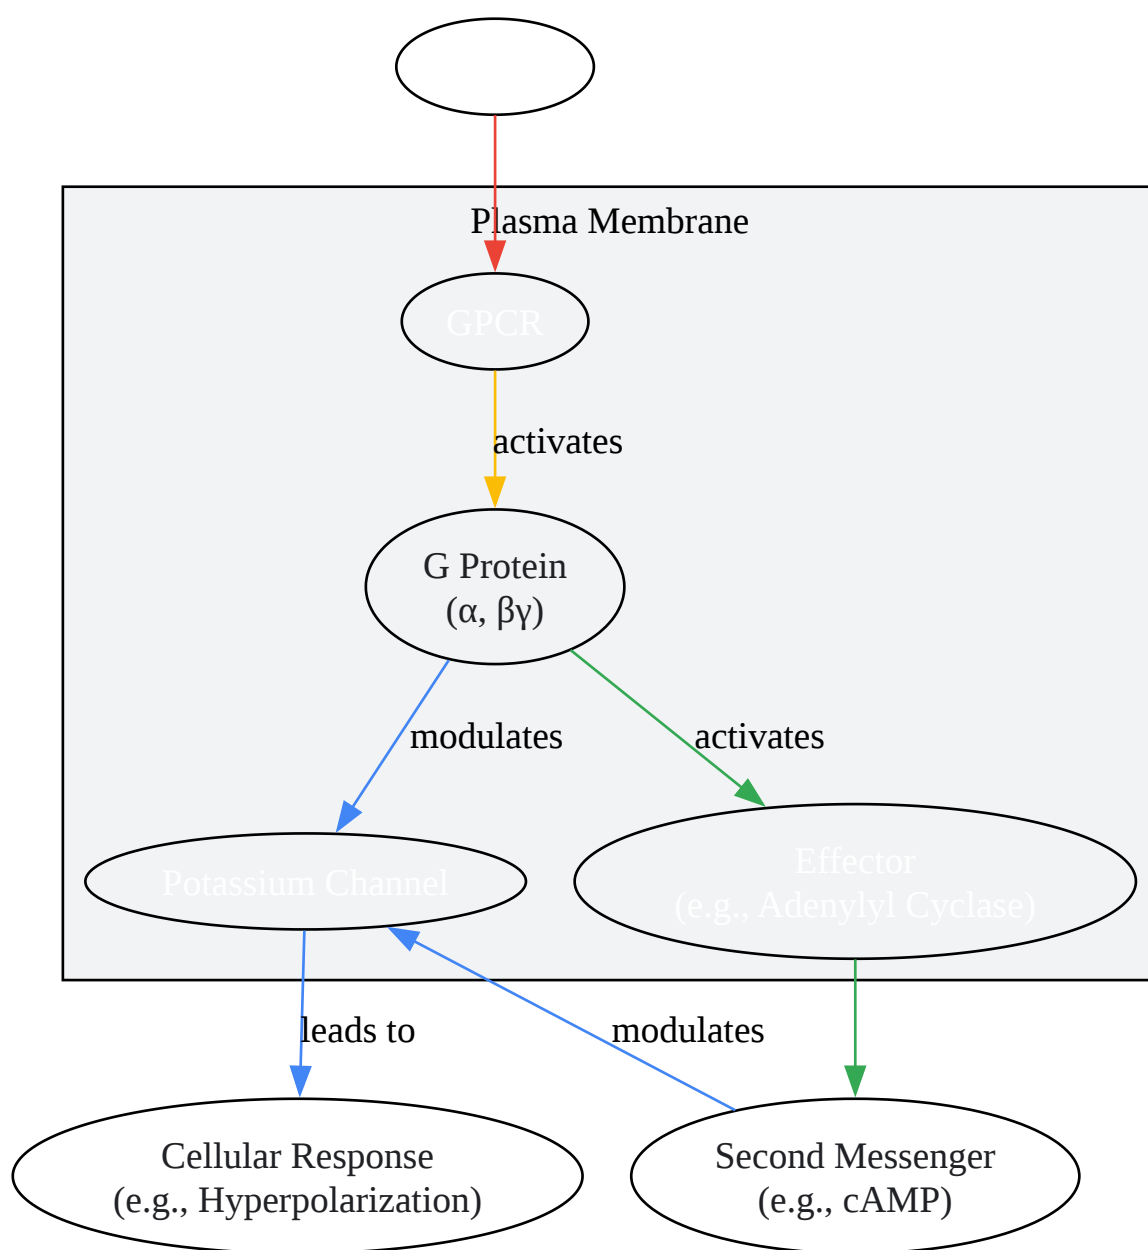 Plasma Membrane
GPCR
activates
G Protein
(α, βγ)
modulates
activates
Potassium Channel
Effector
(e.g., Adenylyl Cyclase)
leads to
modulates
Cellular Response
(e.g., Hyperpolarization)
Second Messenger
(e.g., cAMP)